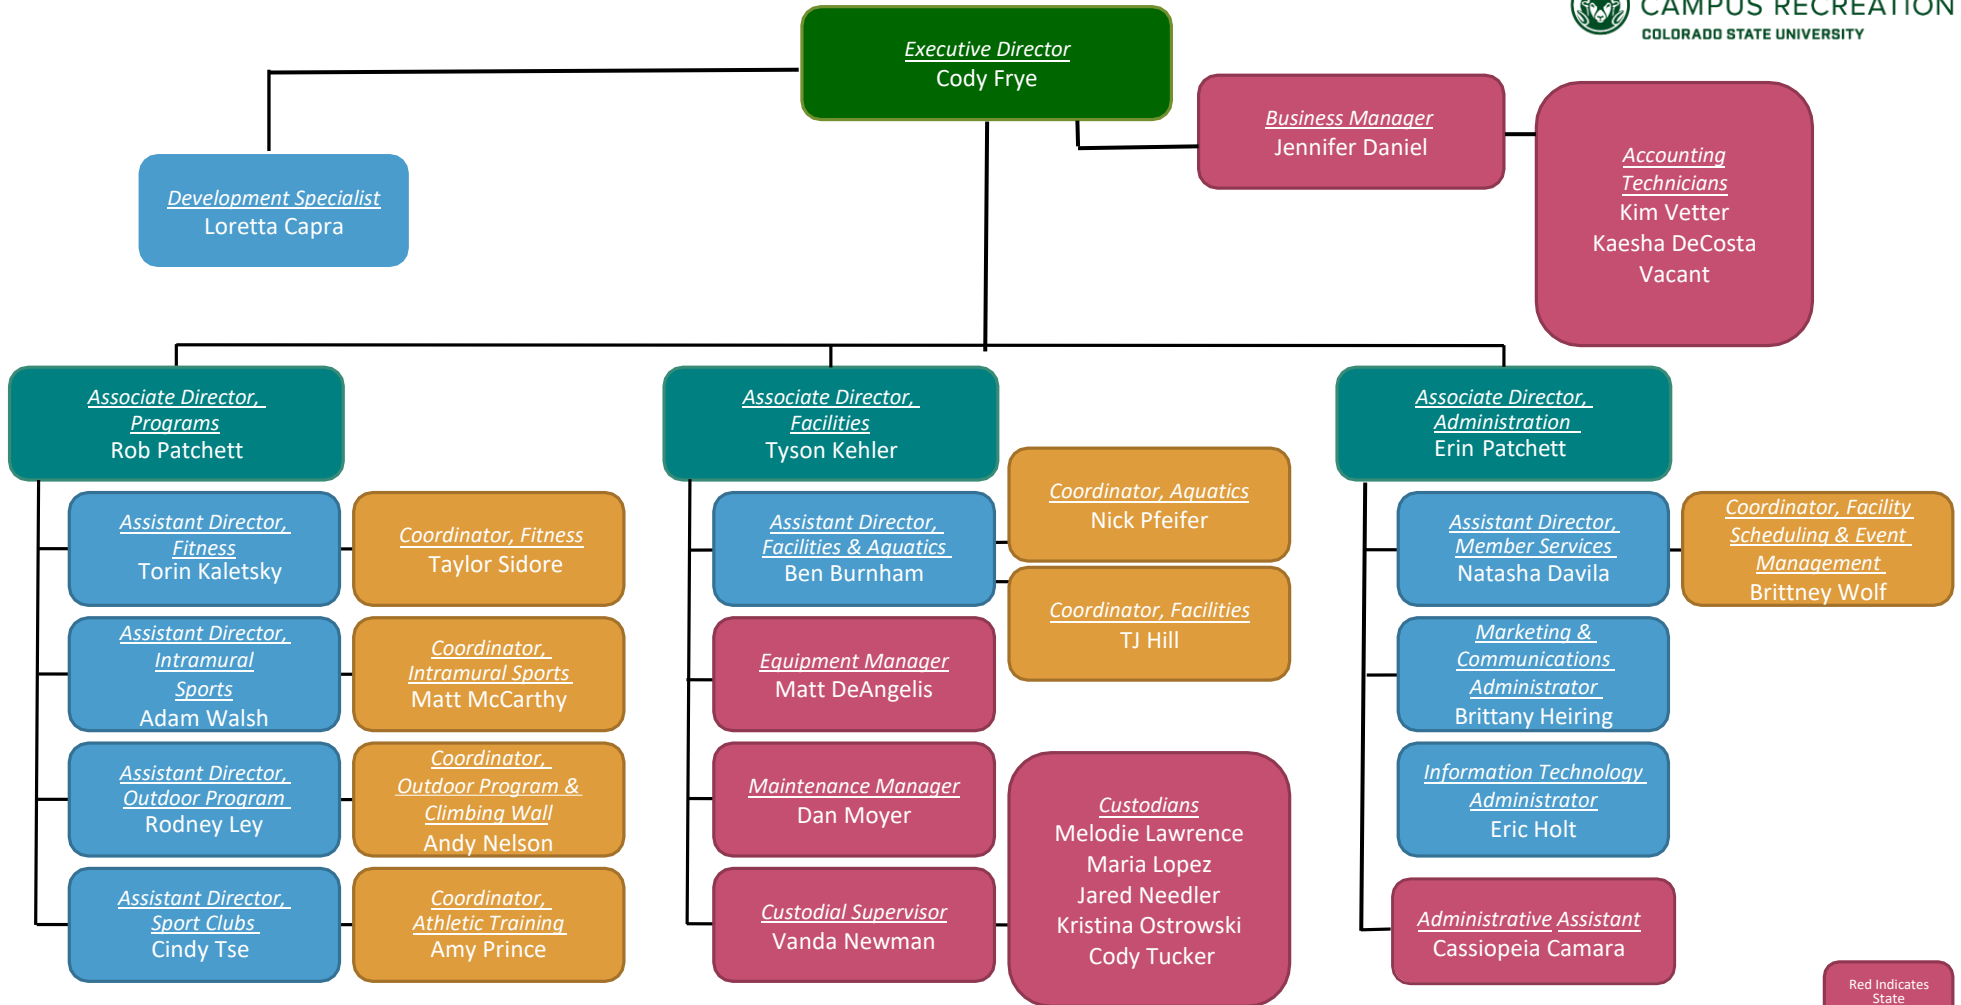 CAMPUS RECREATION
COLORADO STATE UNIVERSITY
Executive Director
Cody Frye
Business Manager
Jennifer Daniel
Accounting
Technicians
Kim Vetter
Kaesha DeCosta
Vacant
Development Specialist
Loretta Capra
Associate Director,
Programs
Rob Patchett
Associate Director,
Facilities
Tyson Kehler
Associate Director,
Administration
Erin Patchett
Assistant Director,
Fitness
Torin Kaletsky
Coordinator, Fitness
Taylor Sidore
Assistant Director,
Intramural
Sports
Adam Walsh
Coordinator,
Intramural Sports
Matt McCarthy
Assistant Director,
Outdoor Program
Rodney Ley
Coordinator,
Outdoor Program &
Climbing Wall
Andy Nelson
Assistant Director,
Sport Clubs
Cindy Tse
Coordinator,
Athletic Training
Amy Prince
Assistant Director,
Facilities & Aquatics
Ben Burnham
Coordinator, Aquatics
Nick Pfeifer
Coordinator, Facilities
TJ Hill
Equipment Manager
Matt DeAngelis
Maintenance Manager
Dan Moyer
Custodial Supervisor
Vanda Newman
Custodians
Melodie Lawrence
Maria Lopez
Jared Needler
Kristina Ostrowski
Cody Tucker
Assistant Director,
Member Services
Natasha Davila
Coordinator, Facility
Scheduling & Event
Management
Brittney Wolf
Marketing &
Communications
Administrator
Brittany Heiring
Information Technology
Administrator
Eric Holt
Administrative Assistant
Cassiopeia Camara
Red Indicates
State